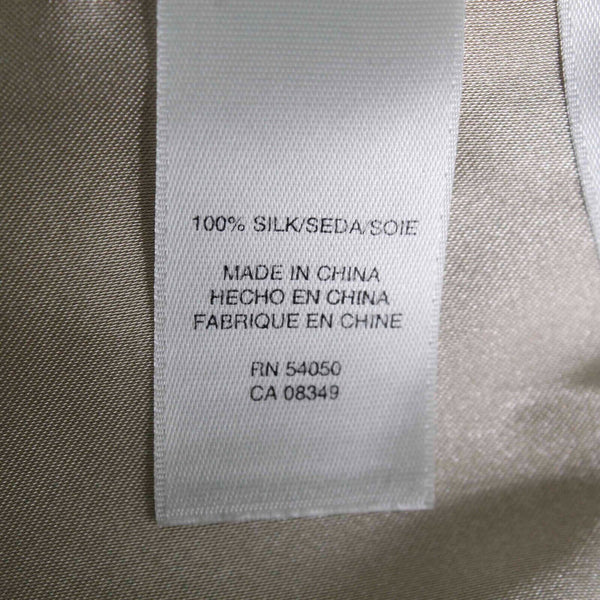 100% SILK/SEDA/SOIE
MADE IN CHINA
HECHO EN CHINA
FABRIQUE EN CHINE
RN 54050
CA 08349